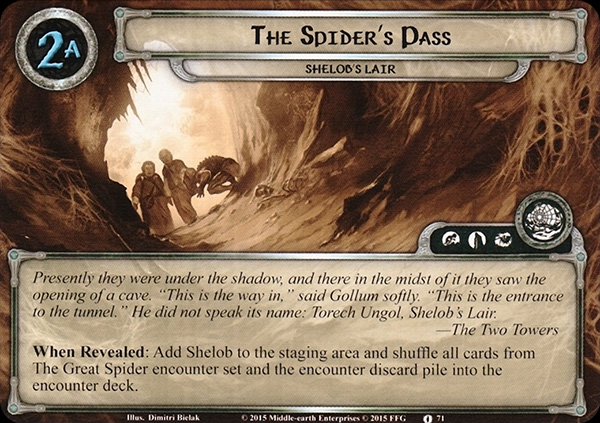 2A
The Spider's Pass
Shelob's Lair
Presently they were under the shadow, and there in the midst of it they saw the
opening of a cave. “This is the way in,” said Gollum softly. “This is the entrance
to the tunnel.” He did not speak its name: Torech Ungol, Shelob's Lair.
—The Two Towers
When Revealed: Add Shelob to the staging area and shuffle all cards from
The Great Spider encounter set and the encounter discard pile into the
encounter deck.
Illus. Dimitri Bielak © 2015 Middle-earth Enterprises © 2015 FFG 71